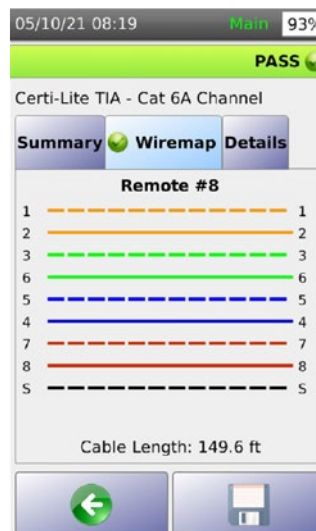 05/10/21 08:19 Main 93%
PASS
Certi-Lite TIA - Cat 6A Channel
Summary Wiremap Details
Remote #8
1 1
2 2
3 3
6 6
5 5
4 4
7 7
8 8
S S
Cable Length: 149.6 ft